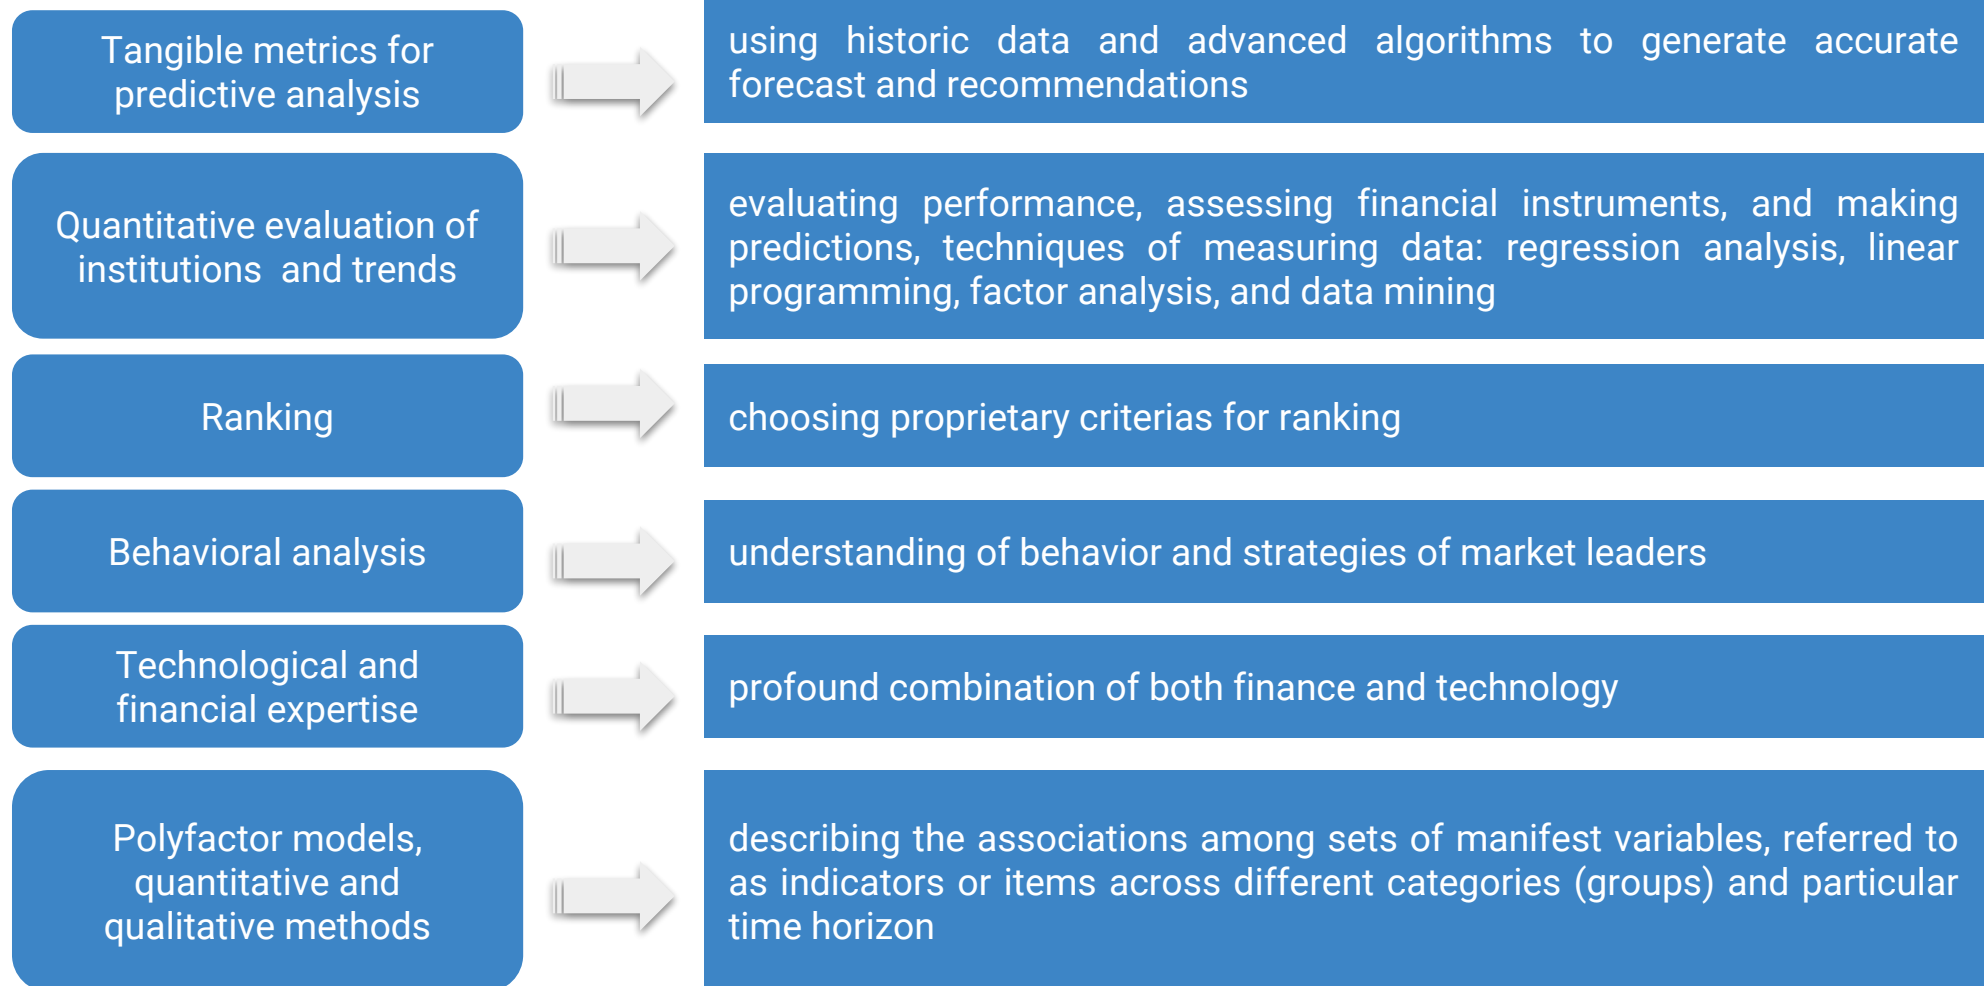 Tangible metrics for
predictive analysis
using historic data and advanced algorithms to generate accurate
forecast and recommendations
Quantitative evaluation of
institutions and trends
evaluating performance, assessing financial instruments, and making
predictions, techniques of measuring data: regression analysis, linear
programming, factor analysis, and data mining
Ranking
choosing proprietary criterias for ranking
Behavioral analysis
understanding of behavior and strategies of market leaders
Technological and
financial expertise
profound combination of both finance and technology
Polyfactor models,
quantitative and
qualitative methods
describing the associations among sets of manifest variables, referred to
as indicators or items across different categories (groups) and particular
time horizon